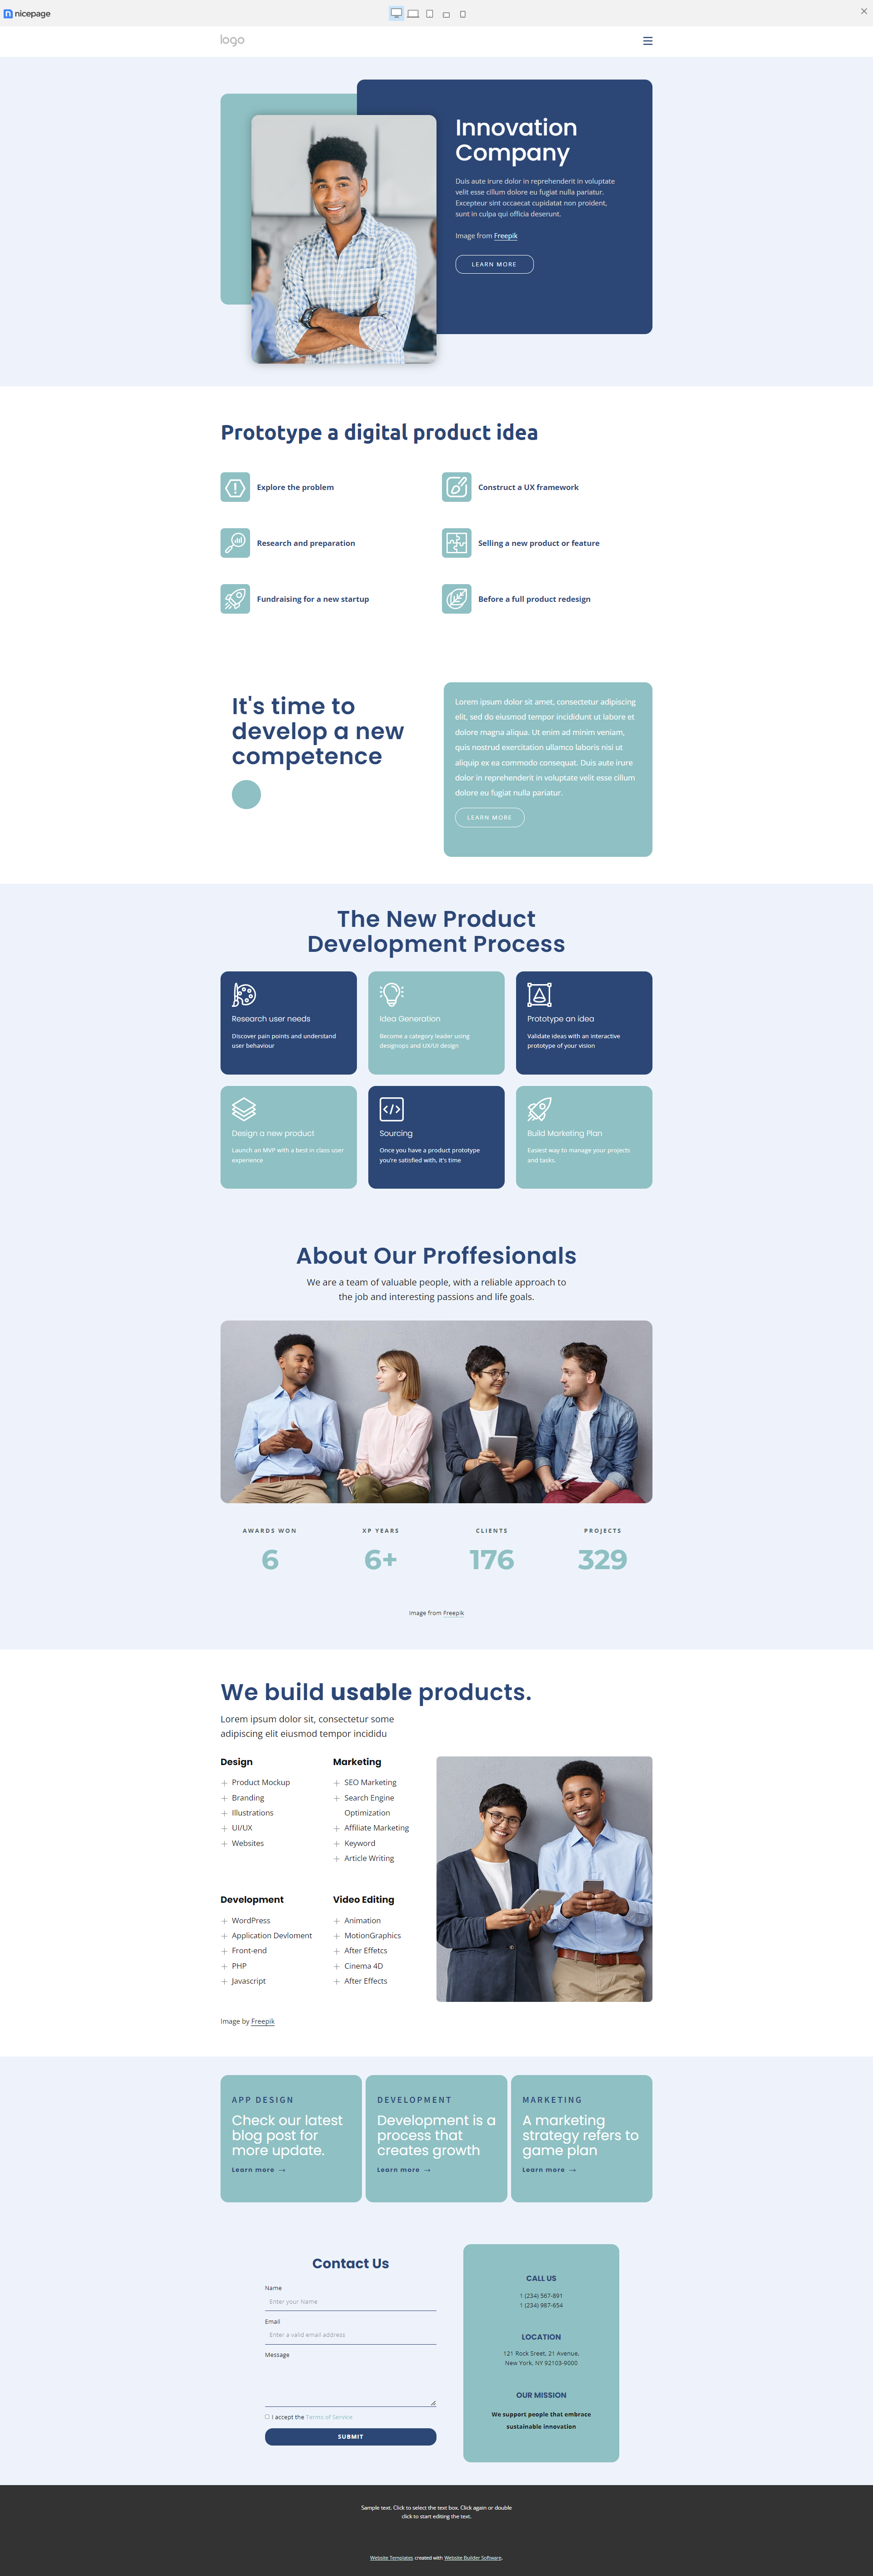 nicepage
logo
Innovation
Company
Duis aute irure dolor in reprehenderit in voluptate
velit esse cillum dolore eu fugiat nulla pariatur.
Excepteur sint occaecat cupidatat non proident,
sunt in culpa qui officia deserunt.
Image from Freepik
LEARN MORE
Prototype a digital product idea
Explore the problem
Construct a UX framework
Research and preparation
Selling a new product or feature
Fundraising for a new startup
Before a full product redesign
It's time to
develop a new
competence
Lorem ipsum dolor sit amet, consectetur adipiscing
elit, sed do eiusmod tempor incididunt ut labore et
dolore magna aliqua. Ut enim ad minim veniam,
quis nostrud exercitation ullamco laboris nisi ut
aliquip ex ea commodo consequat. Duis aute irure
dolor in reprehenderit in voluptate velit esse cillum
dolore eu fugiat nulla pariatur.
LEARN MORE
The New Product
Development Process
Research user needs
Discover pain points and understand
user behaviour
Idea Generation
Become a category leader using
designops and UX/UI design
Prototype an idea
Validate ideas with an interactive
prototype of your vision
Design a new product
Launch an MVP with a best in class user
experience
Sourcing
Once you have a product prototype
you're satisfied with, it's time
Build Marketing Plan
Easiest way to manage your projects
and tasks.
About Our Proffesionals
We are a team of valuable people, with a reliable approach to
the job and interesting passions and life goals.
AWARDS WON
6
XP YEARS
6+
CLIENTS
176
PROJECTS
329
Image from Freepik
We build usable products.
Lorem ipsum dolor sit, consectetur some
adipiscing elit eiusmod tempor incididu
Design
Product Mockup
Branding
Illustrations
UI/UX
Websites
Marketing
SEO Marketing
Search Engine
Optimization
Affiliate Marketing
Keyword
Article Writing
Development
WordPress
Application Devloment
Front-end
PHP
Javascript
Video Editing
Animation
MotionGraphics
After Effetcs
Cinema 4D
After Effects
Image by Freepik
APP DESIGN
Check our latest
blog post for
more update.
Learn more →
DEVELOPMENT
Development is a
process that
creates growth
Learn more →
MARKETING
A marketing
strategy refers to
game plan
Learn more →
Contact Us
Name
Enter your Name
Email
Enter a valid email address
Message
I accept the Terms of Service
SUBMIT
CALL US
1 (234) 567-891
1 (234) 987-654
LOCATION
121 Rock Sreet, 21 Avenue,
New York, NY 92103-9000
OUR MISSION
We support people that embrace
sustainable innovation
Sample text. Click to select the text box. Click again or double
click to start editing the text.
Website Templates created with Website Builder Software.